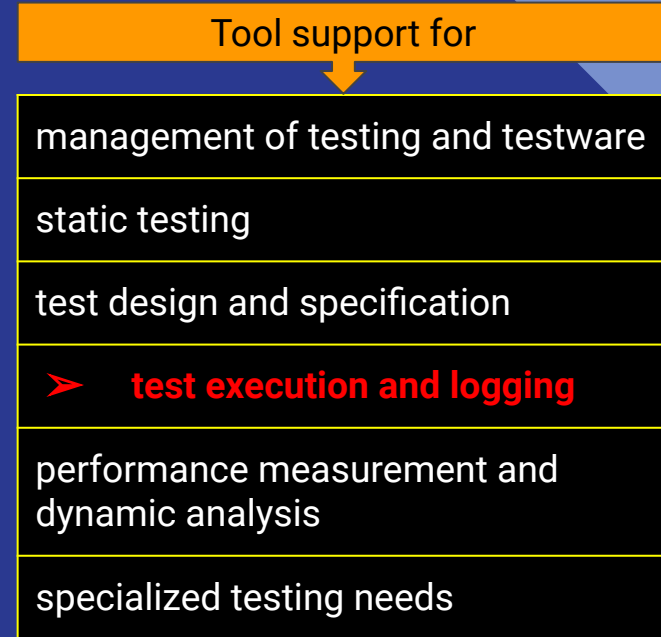 Tool support for
management of testing and testware
static testing
test design and specification
➢ test execution and logging
performance measurement and
dynamic analysis
specialized testing needs